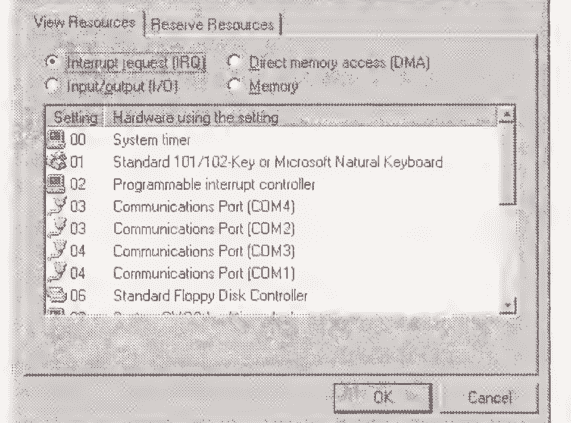 View Resources Reserve Resources
Interrupt request (IRQ) Direct memory access (DMA)
Input/output (I/O) Memory
Setting Hardware using the setting
00 System timer
01 Standard 101/102-Key or Microsoft Natural Keyboard
02 Programmable interrupt controller
03 Communications Port (COM4)
03 Communications Port (COM2)
04 Communications Port (COM3)
04 Communications Port (COM1)
06 Standard Floppy Disk Controller
OK Cancel